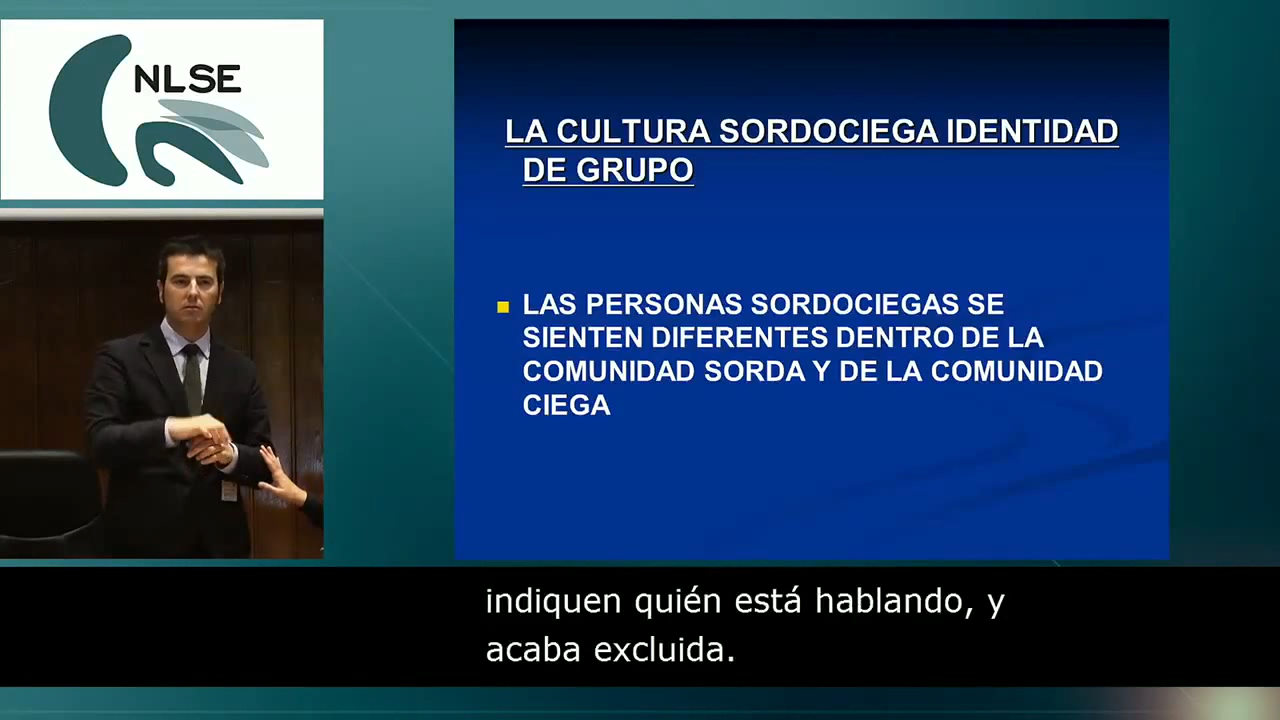 NLSE
LA CULTURA SORDOCIEGA IDENTIDAD
DE GRUPO
LAS PERSONAS SORDOCIEGAS SE
SIENTEN DIFERENTES DENTRO DE LA
COMUNIDAD SORDA Y DE LA COMUNIDAD
CIEGA
indiquen quién está hablando, y
acaba excluida.